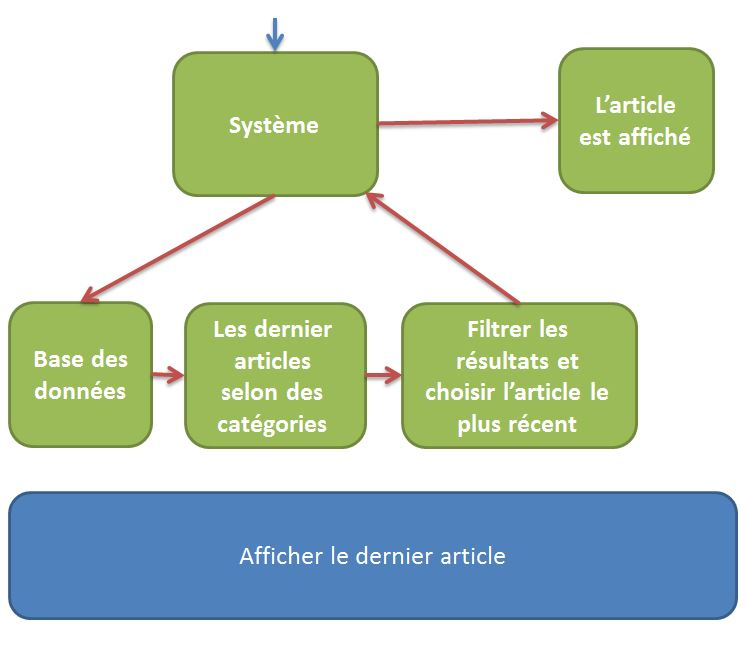 Système
L’article
est affiché
Base des
données
Les dernier
articles
selon des
catégories
Filtrer les
résultats et
choisir l’article le
plus récent
Afficher le dernier article